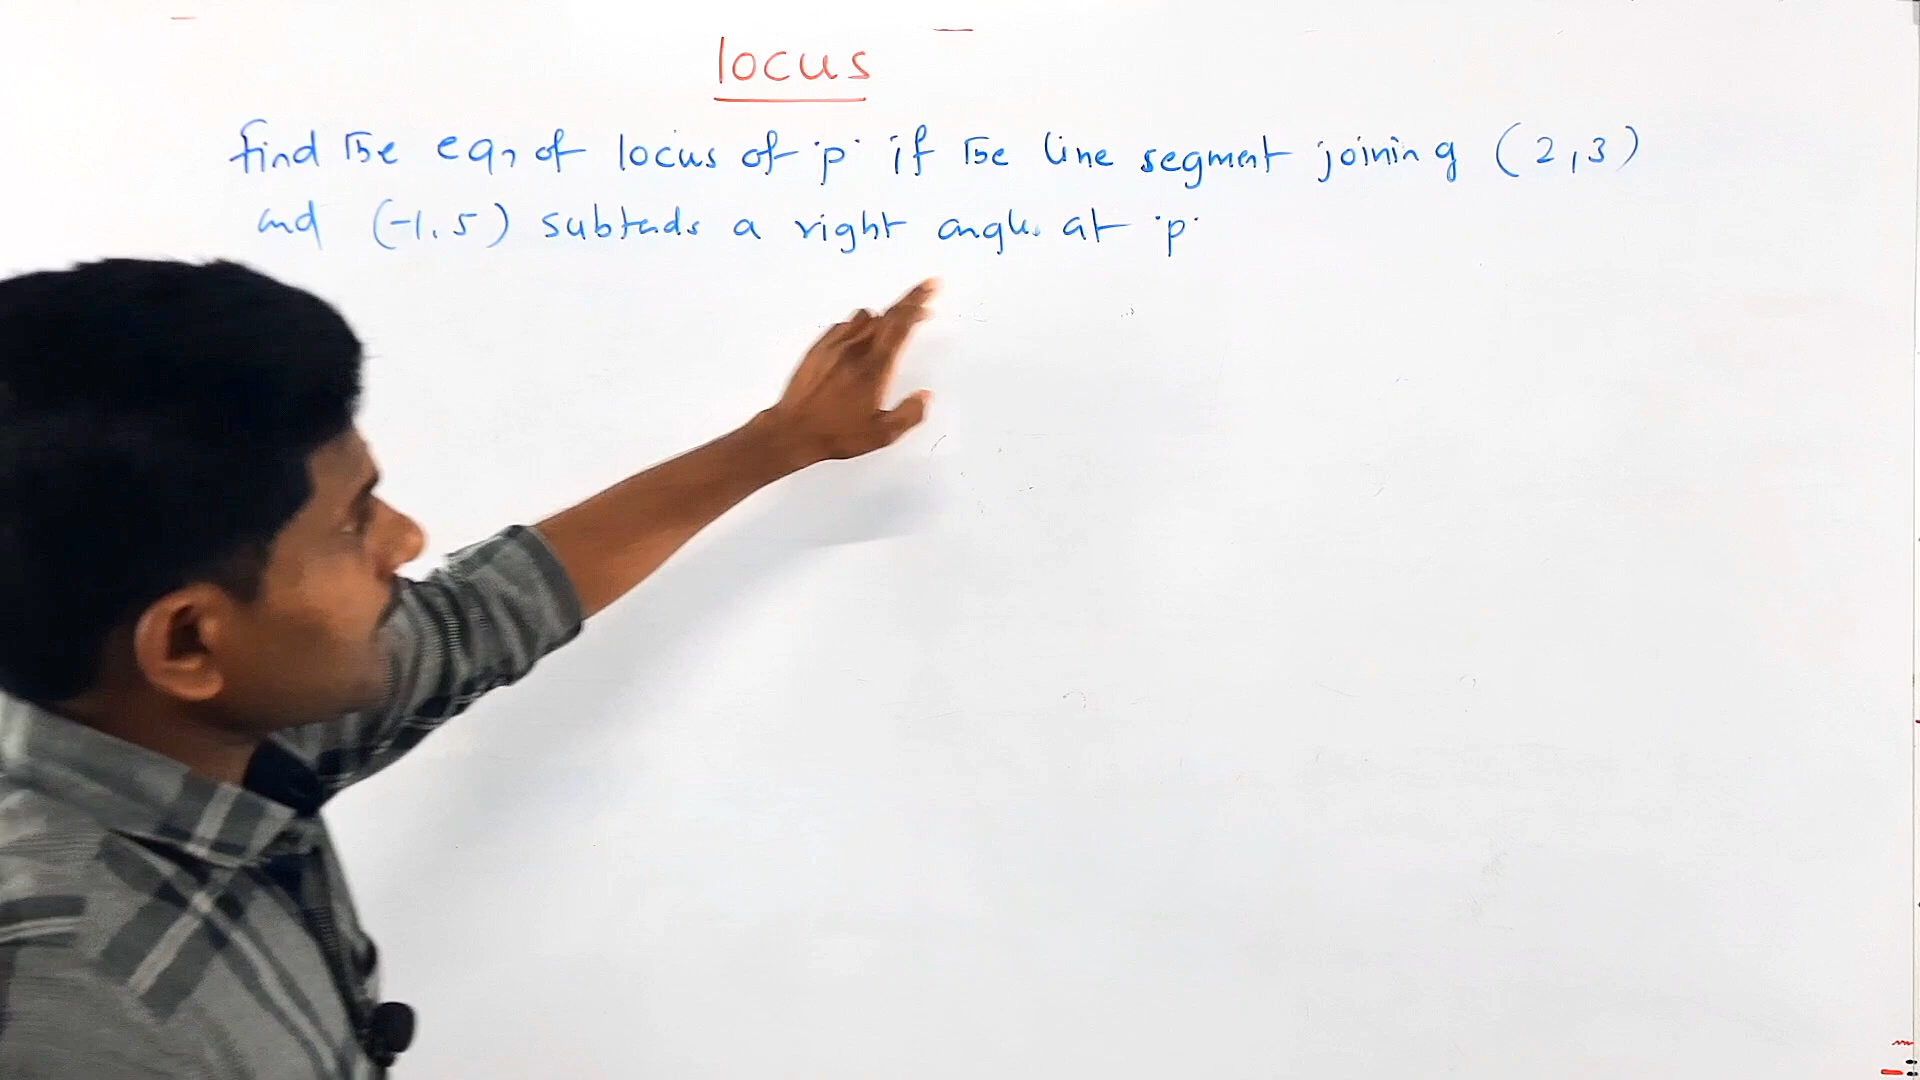 locus
find the eqn of locus of 'p' if the line segment joining (2,3)
and (-1,5) subtends a right angle at 'p'